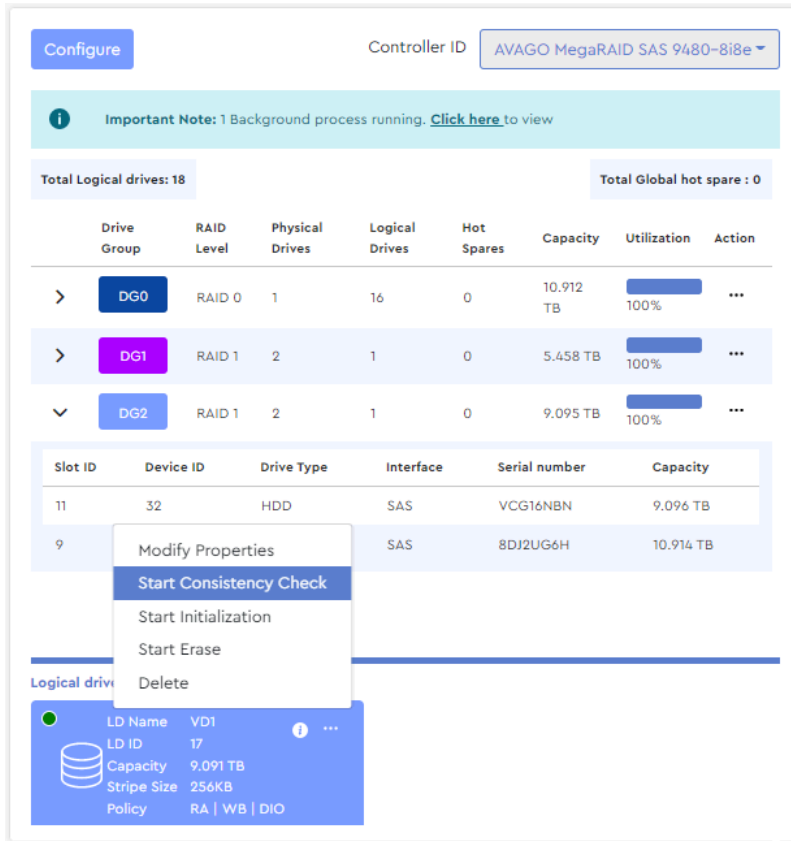 Configure
Controller ID
AVAGO MegaRAID SAS 9480-8i8e
Important Note: 1 Background process running. Click here to view
Total Logical drives: 18
Total Global hot spare : 0
Drive Group RAID Level Physical Drives Logical Drives Hot Spares Capacity Utilization Action
DG0 RAID 0 1 16 0 10.912 TB 100% ...
DG1 RAID 1 2 1 0 5.458 TB 100% ...
DG2 RAID 1 2 1 0 9.095 TB 100% ...
Slot ID Device ID Drive Type Interface Serial number Capacity
11 32 HDD SAS VCG16NBN 9.096 TB
9 SAS 8DJ2UG6H 10.914 TB
Modify Properties
Start Consistency Check
Start Initialization
Start Erase
Delete
Logical
LD Name VD1
LD ID 17
Capacity 9.091 TB
Stripe Size 256KB
Policy RA | WB | DIO